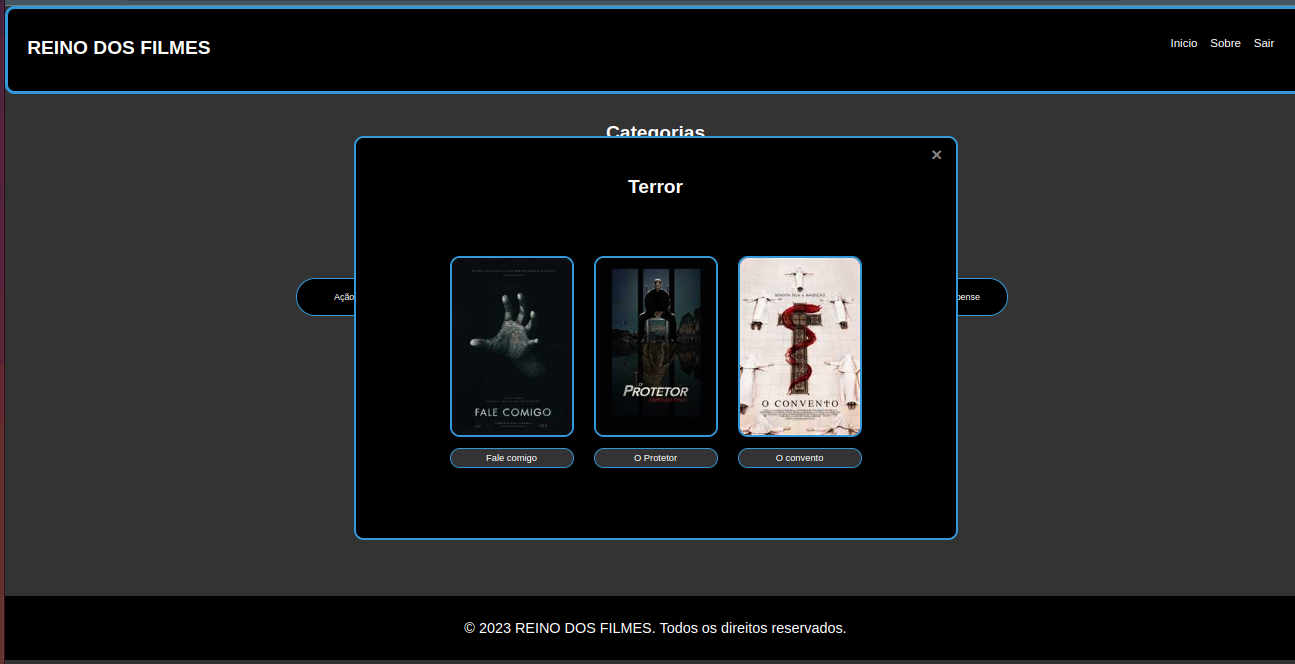 REINO DOS FILMES
Inicio Sobre Sair
Categorias
×
Terror
Ação
pense
FALE COMIGO
O
PROTETOR
O CONVENTO
Fale comigo
O Protetor
O convento
© 2023 REINO DOS FILMES. Todos os direitos reservados.